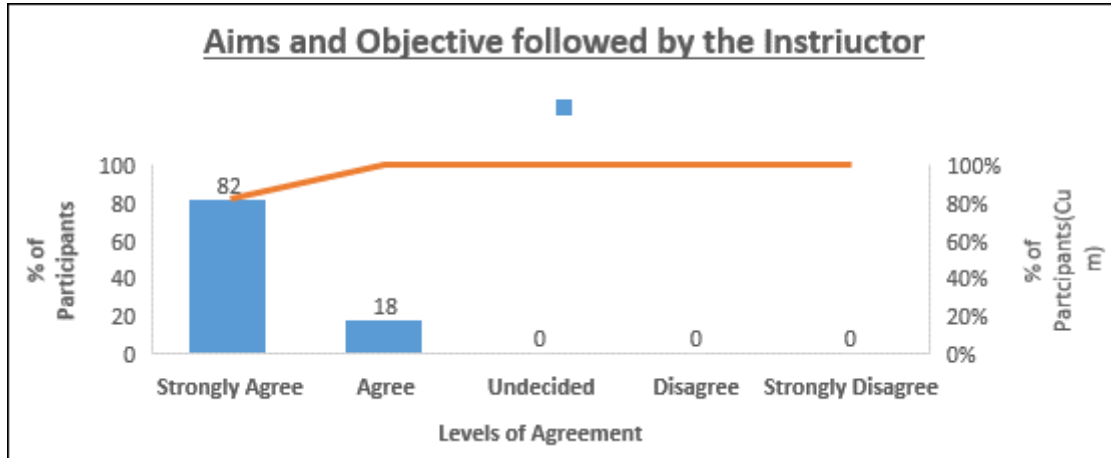 Aims and Objective followed by the Instriuctor
100
80
60
40
20
0
% of
Participants
82
18
0
0
0
100%
80%
60%
40%
20%
0%
% of
Partcipants(Cu
m)
Strongly Agree
Agree
Undecided
Disagree
Strongly Disagree
Levels of Agreement